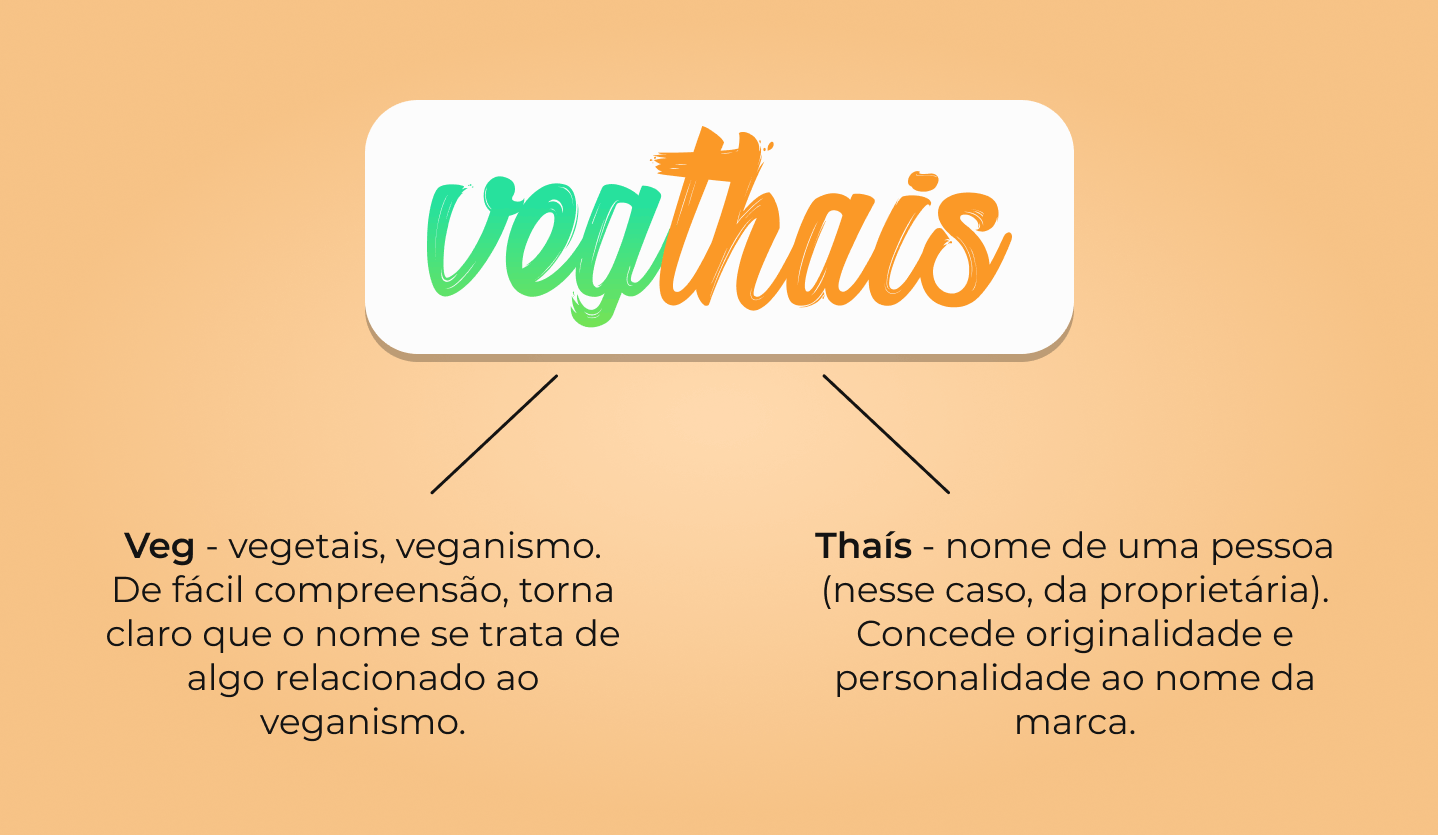 vegthais
Veg - vegetais, veganismo.
De fácil compreensão, torna
claro que o nome se trata de
algo relacionado ao
veganismo.
Thaís - nome de uma pessoa
(nesse caso, da proprietária).
Concede originalidade e
personalidade ao nome da
marca.